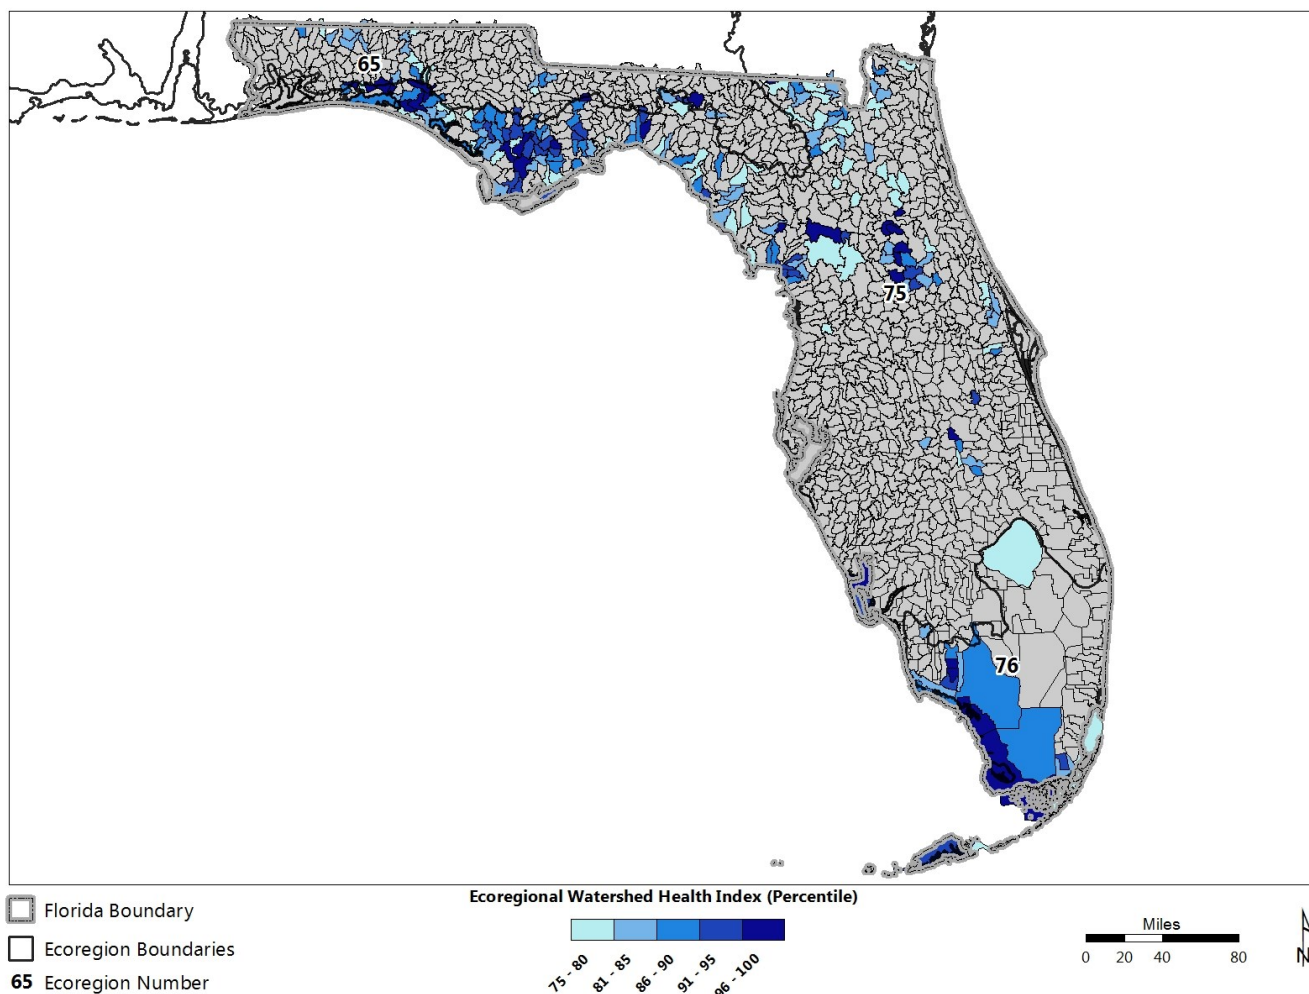 65
75
76
Ecoregional Watershed Health Index (Percentile)
75 - 80
81 - 85
86 - 90
91 - 95
96 - 100
Florida Boundary
Ecoregion Boundaries
65 Ecoregion Number
Miles
0 20 40 80
N